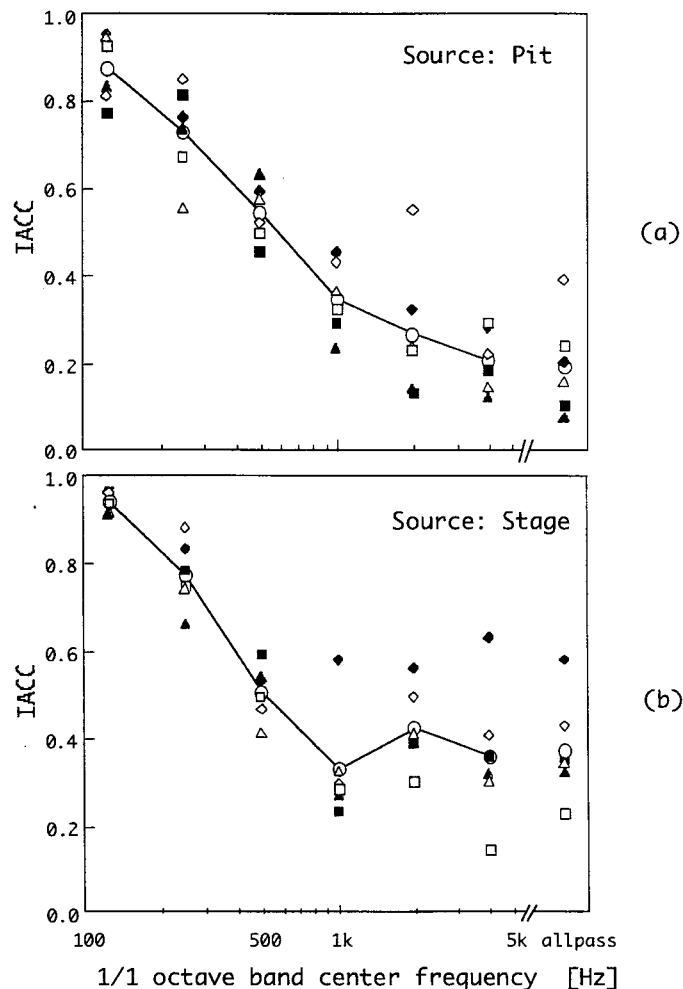 1.0
Source: Pit
0.8
0.6
IACC
(a)
0.4
0.2
0.0
1.0
Source: Stage
0.8
0.6
IACC
(b)
0.4
0.2
0.0
100 500 1k 5k allpass
1/1 octave band center frequency [Hz]